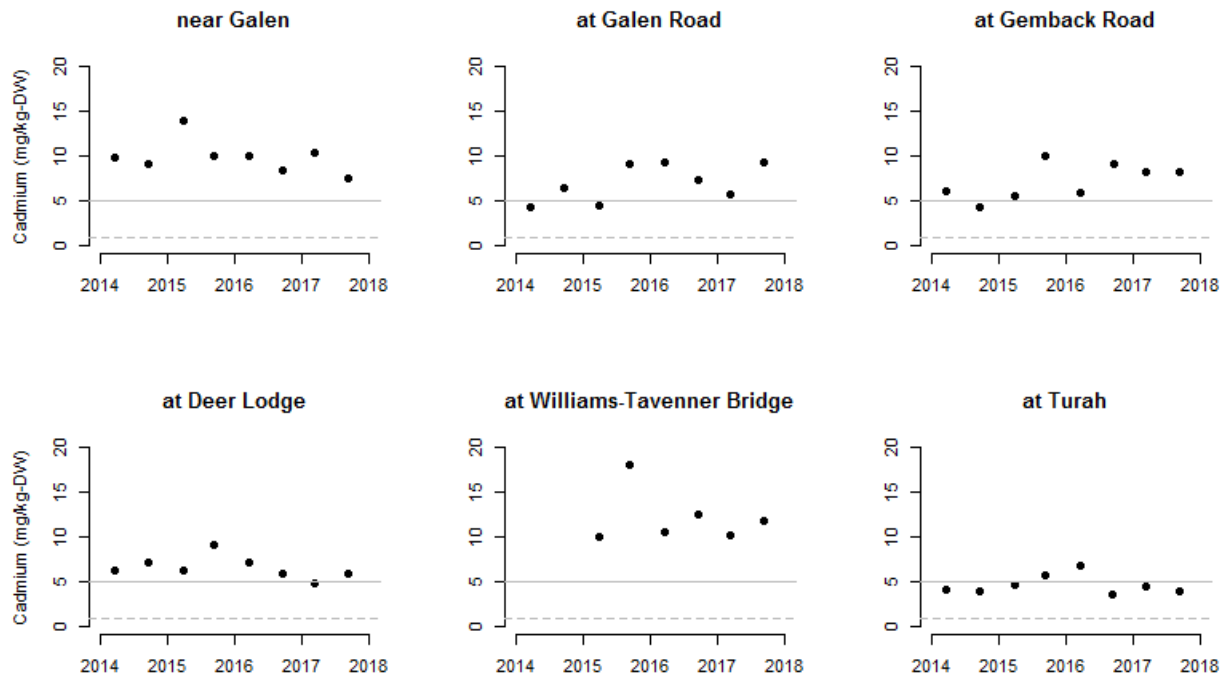 near Galen
at Galen Road
at Gemback Road
Cadmium (mg/kg-DW)
20
15
10
5
0
2014 2015 2016 2017 2018
20
15
10
5
0
2014 2015 2016 2017 2018
20
15
10
5
0
2014 2015 2016 2017 2018
at Deer Lodge
at Williams-Tavenner Bridge
at Turah
Cadmium (mg/kg-DW)
20
15
10
5
0
2014 2015 2016 2017 2018
20
15
10
5
0
2014 2015 2016 2017 2018
20
15
10
5
0
2014 2015 2016 2017 2018